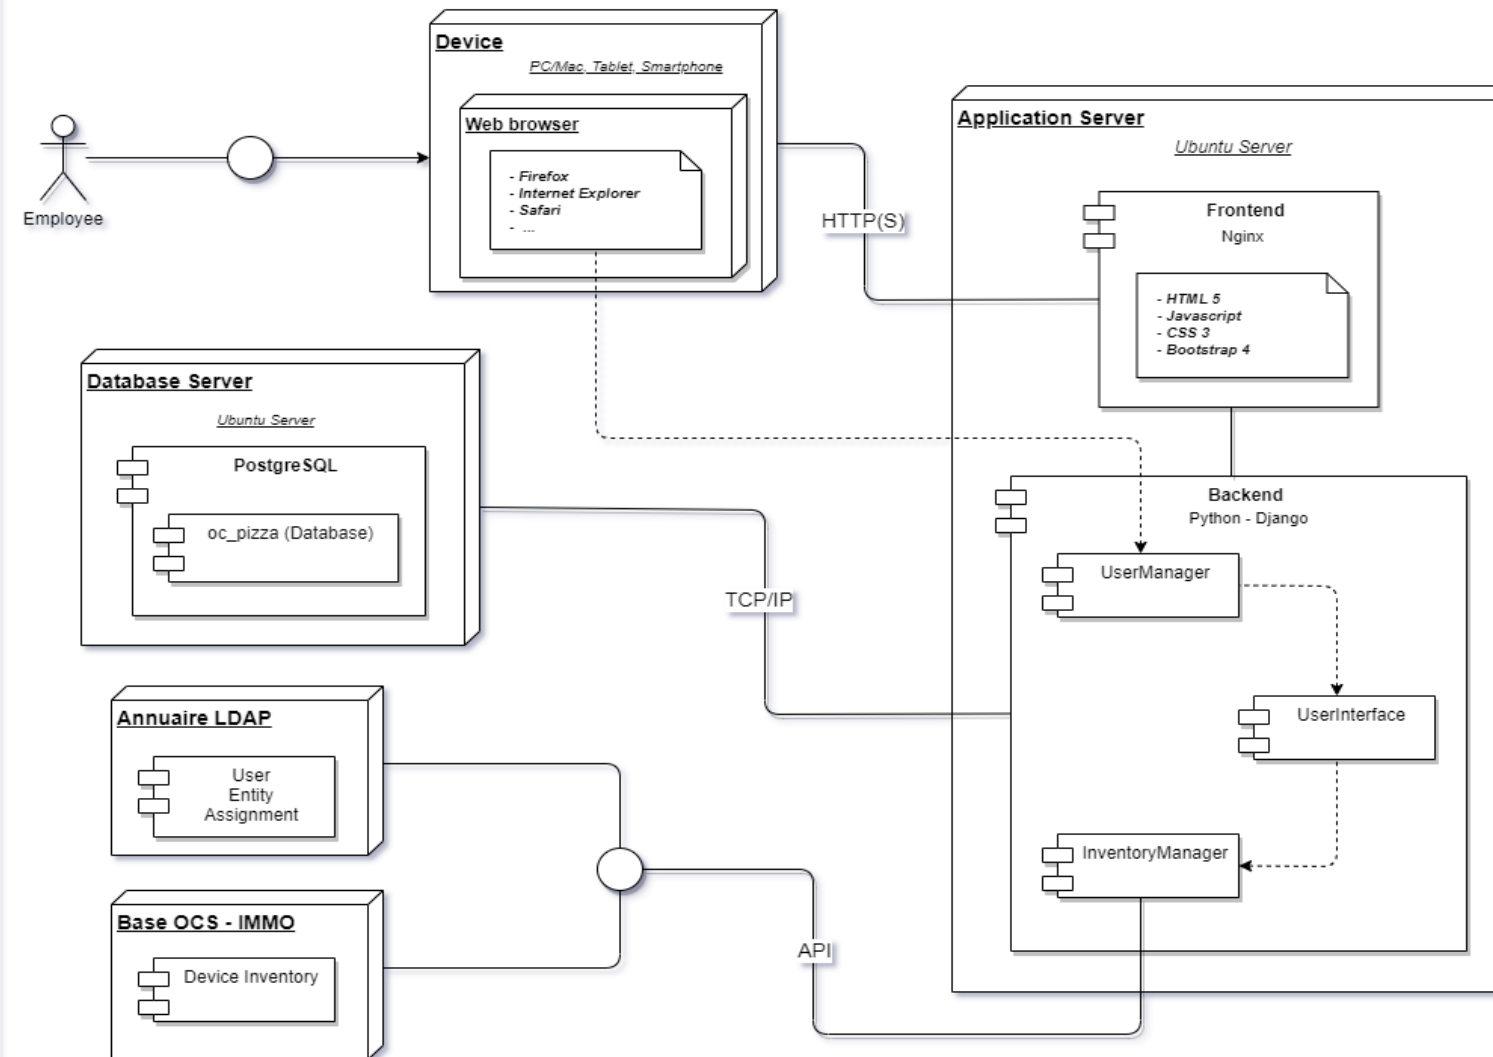 Device
PC/Mac, Tablet, Smartphone
Web browser
- Firefox
- Internet Explorer
- Safari
- ...
Employee
HTTP(S)
Application Server
Ubuntu Server
Frontend
Nginx
- HTML 5
- Javascript
- CSS 3
- Bootstrap 4
Database Server
Ubuntu Server
PostgreSQL
oc_pizza (Database)
TCP/IP
Backend
Python - Django
UserManager
UserInterface
InventoryManager
Annuaire LDAP
User
Entity
Assignment
Base OCS - IMMO
Device Inventory
API